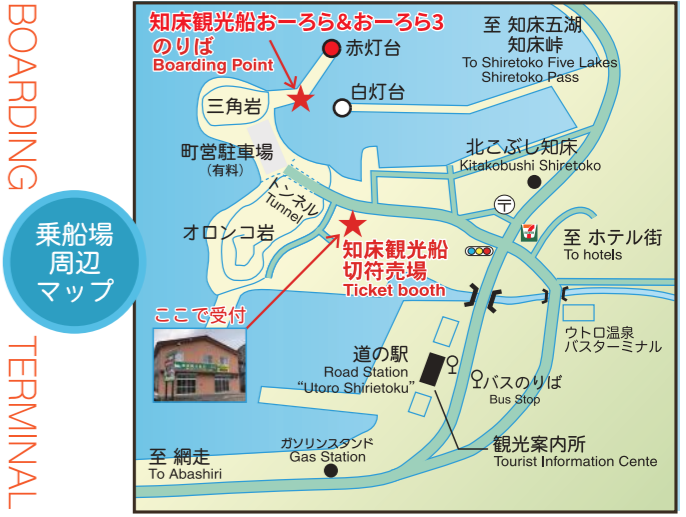 BOARDING
TERMINAL
乗船場
周辺
マップ
知床観光船おーろら&おーろら3
のりば
Boarding Point
赤灯台
白灯台
三角岩
町営駐車場
(有料)
トンネル
Tunnel
オロンコ岩
至 知床五湖
知床峠
To Shiretoko Five Lakes
Shiretoko Pass
北こぶし知床
Kitakobushi Shiretoko
〒
7
至 ホテル街
To hotels
知床観光船
切符売場
Ticket booth
ここで受付
ウトロ温泉
バスターミナル
道の駅
Road Station
“Utoro Shirietoku”
バスのりば
Bus Stop
観光案内所
Tourist Information Cente
ガソリンスタンド
Gas Station
至 網走
To Abashiri